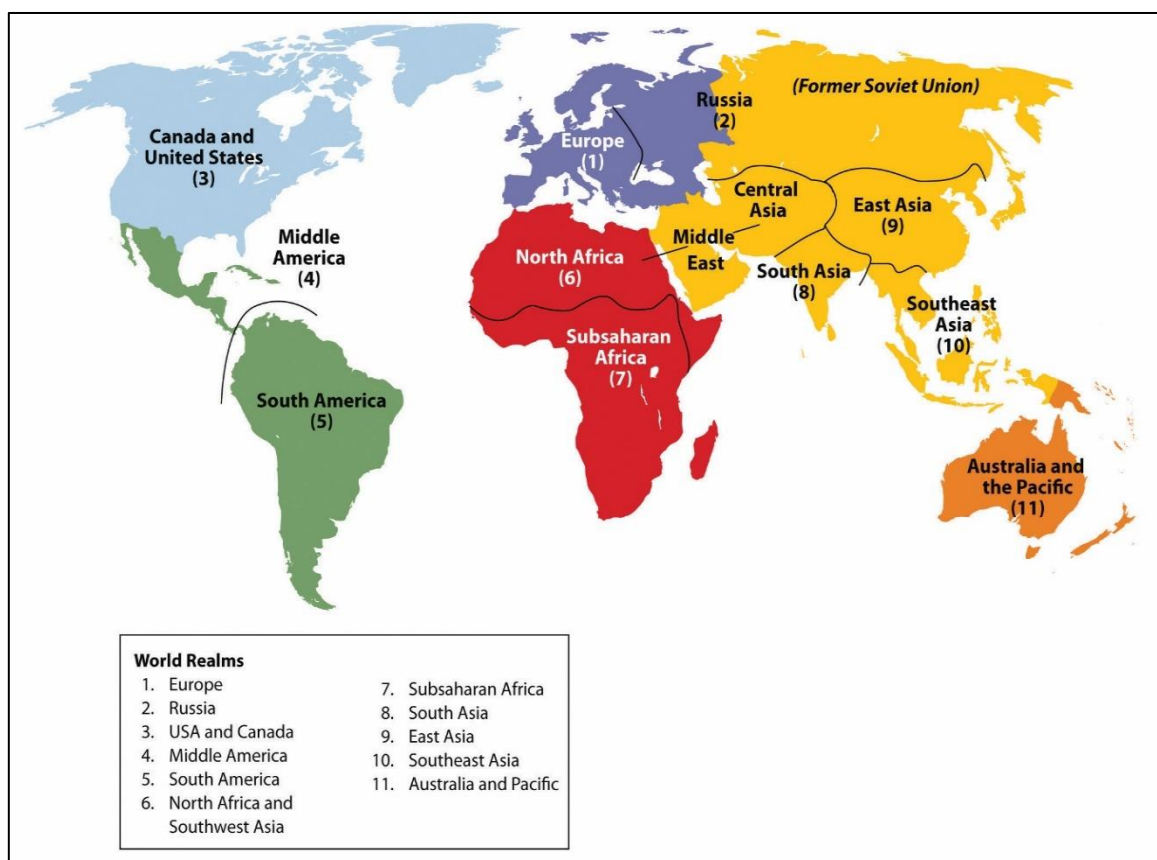 (Former Soviet Union)
Russia
(2)
Canada and
United States
(3)
Europe
(1)
Central
Asia
East Asia
(9)
Middle
America
(4)
Middle
East
North Africa
(6)
South Asia
(8)
Southeast
Asia
(10)
Subsaharan
Africa
(7)
South America
(5)
Australia and
the Pacific
(11)
World Realms
1. Europe
2. Russia
3. USA and Canada
4. Middle America
5. South America
6. North Africa and
Southwest Asia
7. Subsaharan Africa
8. South Asia
9. East Asia
10. Southeast Asia
11. Australia and Pacific